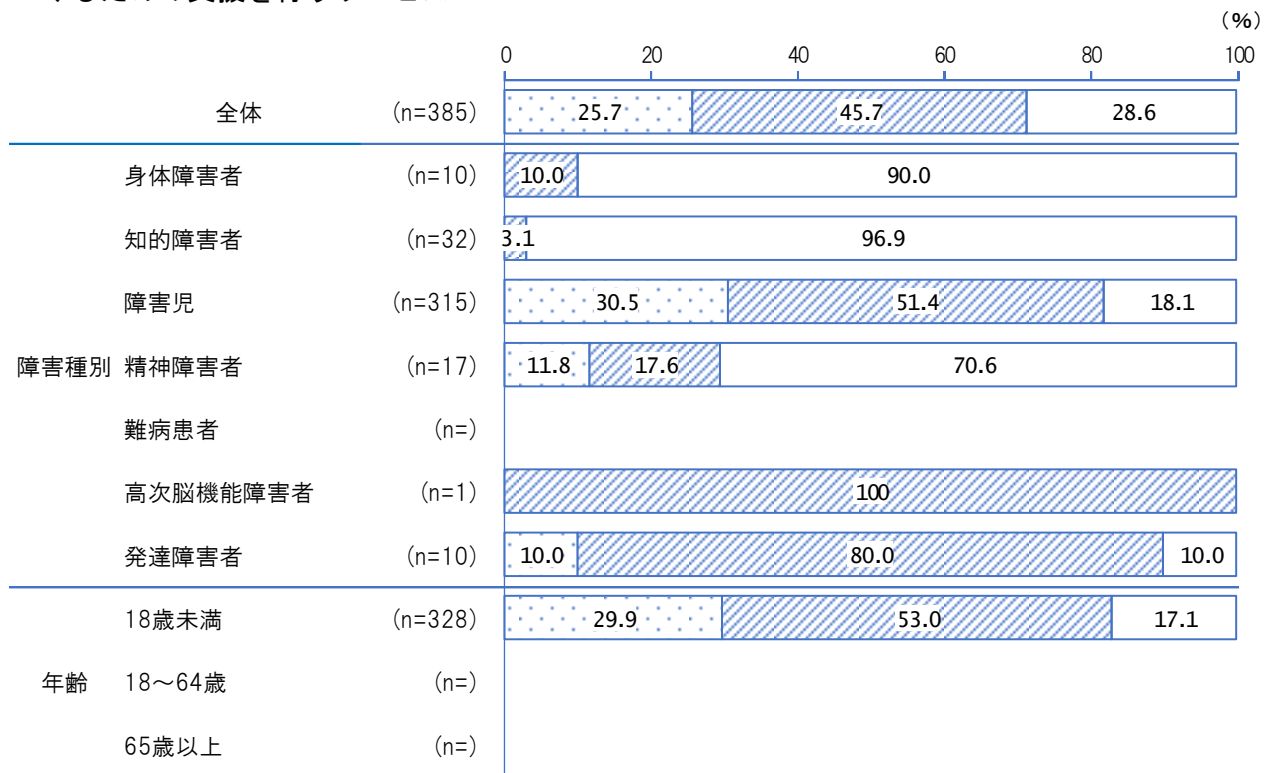 (%)
0 20 40 60 80 100
全体 (n=385) 25.7 45.7 28.6
身体障害者 (n=10) 10.0 90.0
知的障害者 (n=32) 3.1 96.9
障害児 (n=315) 30.5 51.4 18.1
障害種別 精神障害者 (n=17) 11.8 17.6 70.6
難病患者 (n=)
高次脳機能障害者 (n=1) 100
発達障害者 (n=10) 10.0 80.0 10.0
18歳未満 (n=328) 29.9 53.0 17.1
年齢 18～64歳 (n=)
65歳以上 (n=)